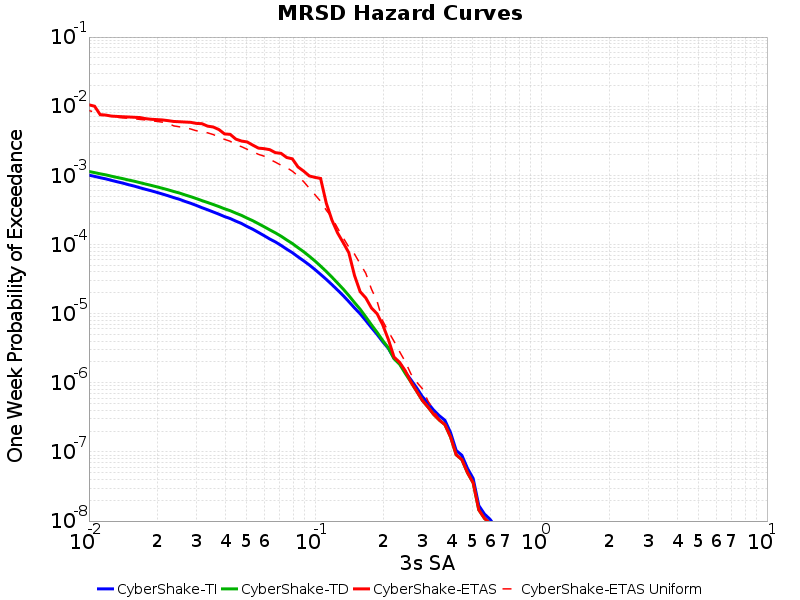 MRSD Hazard Curves
One Week Probability of Exceedance
10^-1
10^-2
10^-3
10^-4
10^-5
10^-6
10^-7
10^-8
10^-2 2 3 4 5 6 10^-1 2 3 4 5 6 7 10^0 2 3 4 5 6 7 10^1
3s SA
CyberShake-TI CyberShake-TD CyberShake-ETAS CyberShake-ETAS Uniform